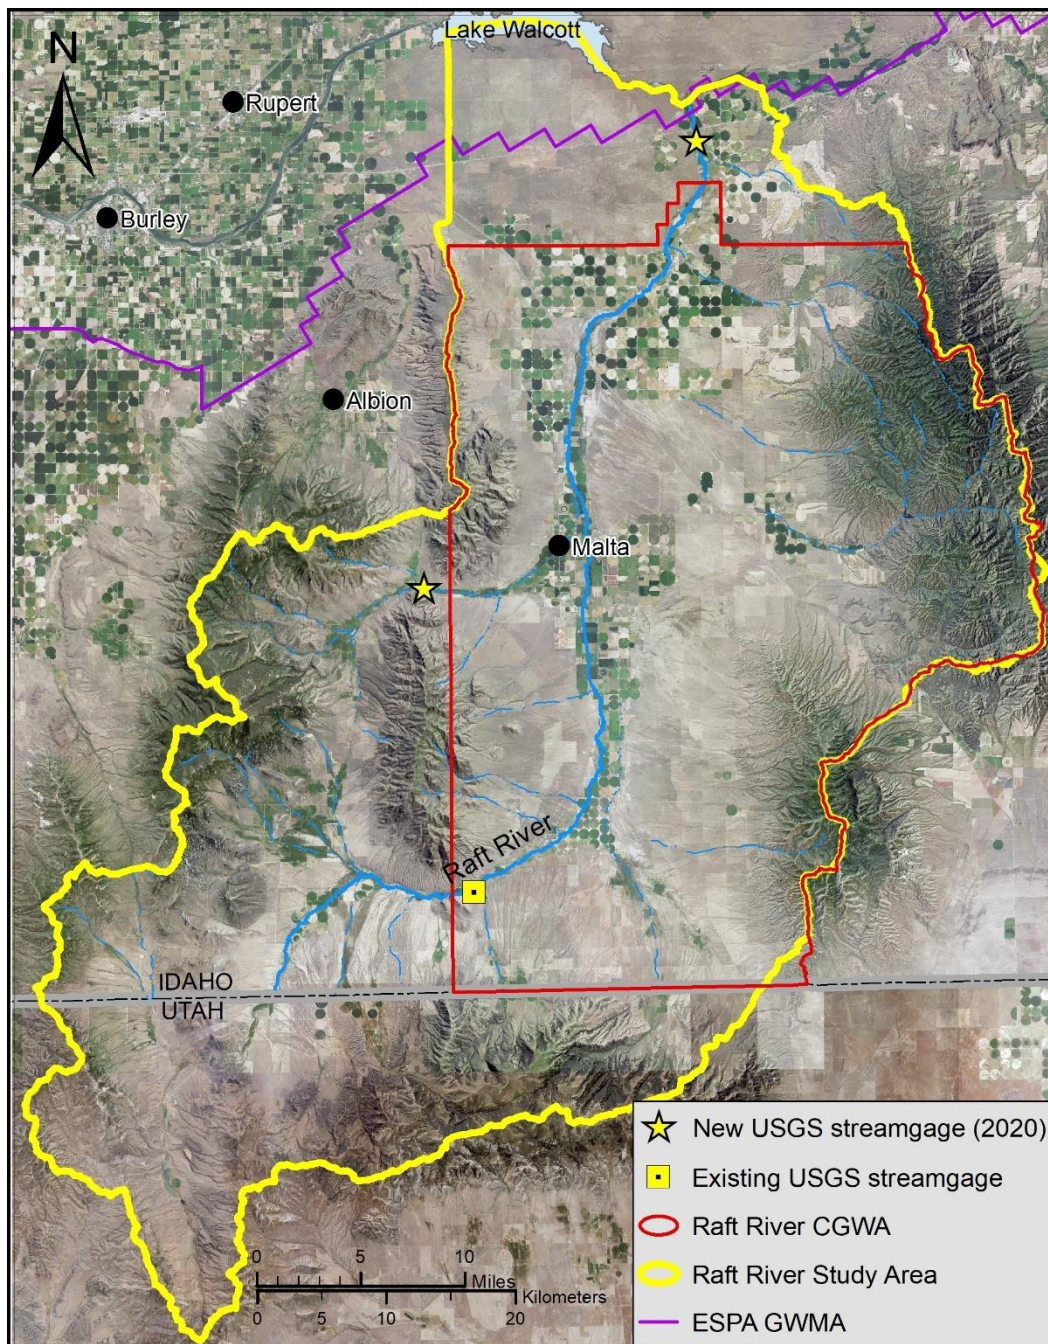 Lake Walcott
N
Rupert
Burley
Albion
Malta
Raft River
IDAHO
UTAH
New USGS streamgage (2020)
Existing USGS streamgage
Raft River CGWA
Raft River Study Area
ESPA GWMA
0 5 10
Miles
Kilometers
0 5 10 20